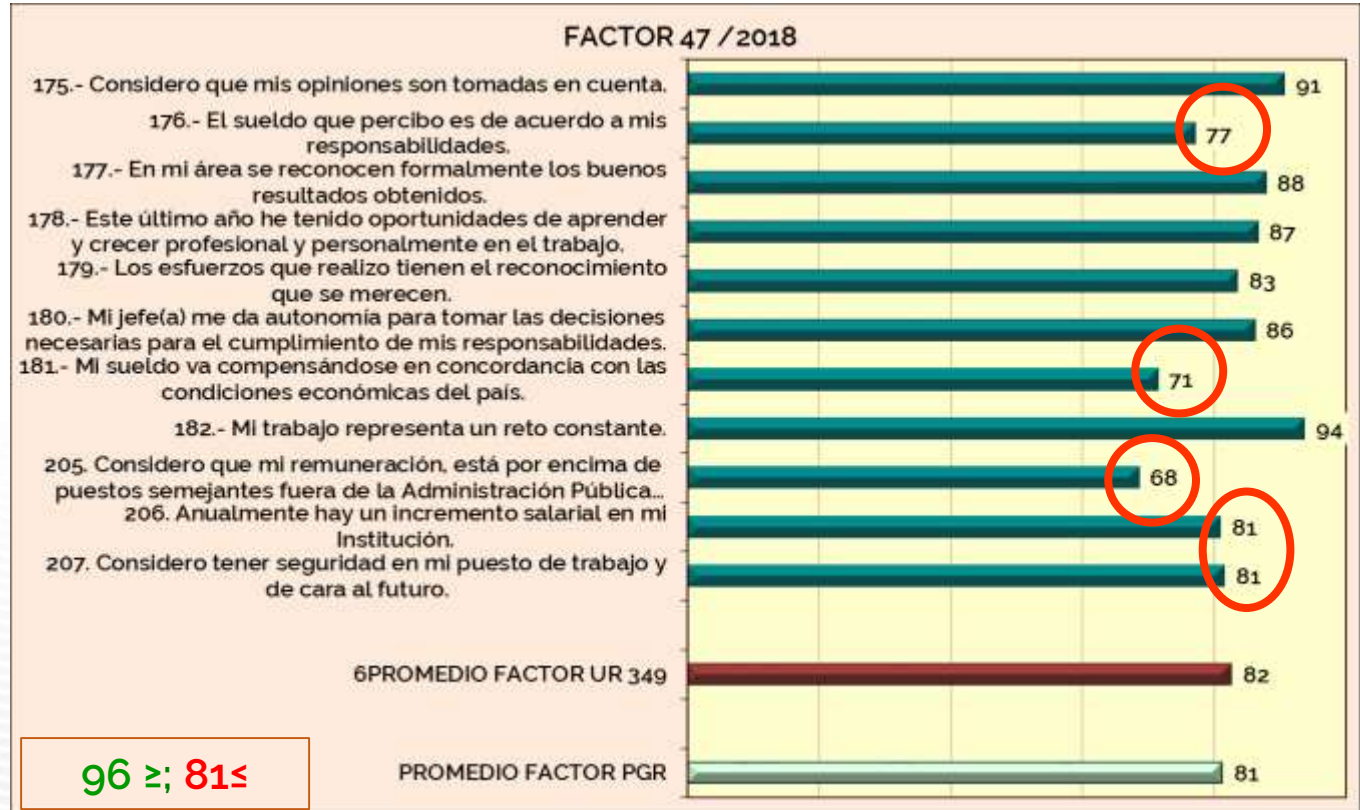 FACTOR 47 /2018
175.- Considero que mis opiniones son tomadas en cuenta.
91
176.- El sueldo que percibo es de acuerdo a mis
responsabilidades.
77
177.- En mi área se reconocen formalmente los buenos
resultados obtenidos.
88
178.- Este último año he tenido oportunidades de aprender
y crecer profesional y personalmente en el trabajo.
87
179.- Los esfuerzos que realizo tienen el reconocimiento
que se merecen.
83
180.- Mi jefe(a) me da autonomía para tomar las decisiones
necesarias para el cumplimiento de mis responsabilidades.
86
181.- Mi sueldo va compensándose en concordancia con las
condiciones económicas del país.
71
182.- Mi trabajo representa un reto constante.
94
205. Considero que mi remuneración, está por encima de
puestos semejantes fuera de la Administración Pública...
68
206. Anualmente hay un incremento salarial en mi
Institución.
81
207. Considero tener seguridad en mi puesto de trabajo y
de cara al futuro.
81
6PROMEDIO FACTOR UR 349
82
PROMEDIO FACTOR PGR
81
96 ≥; 81≤